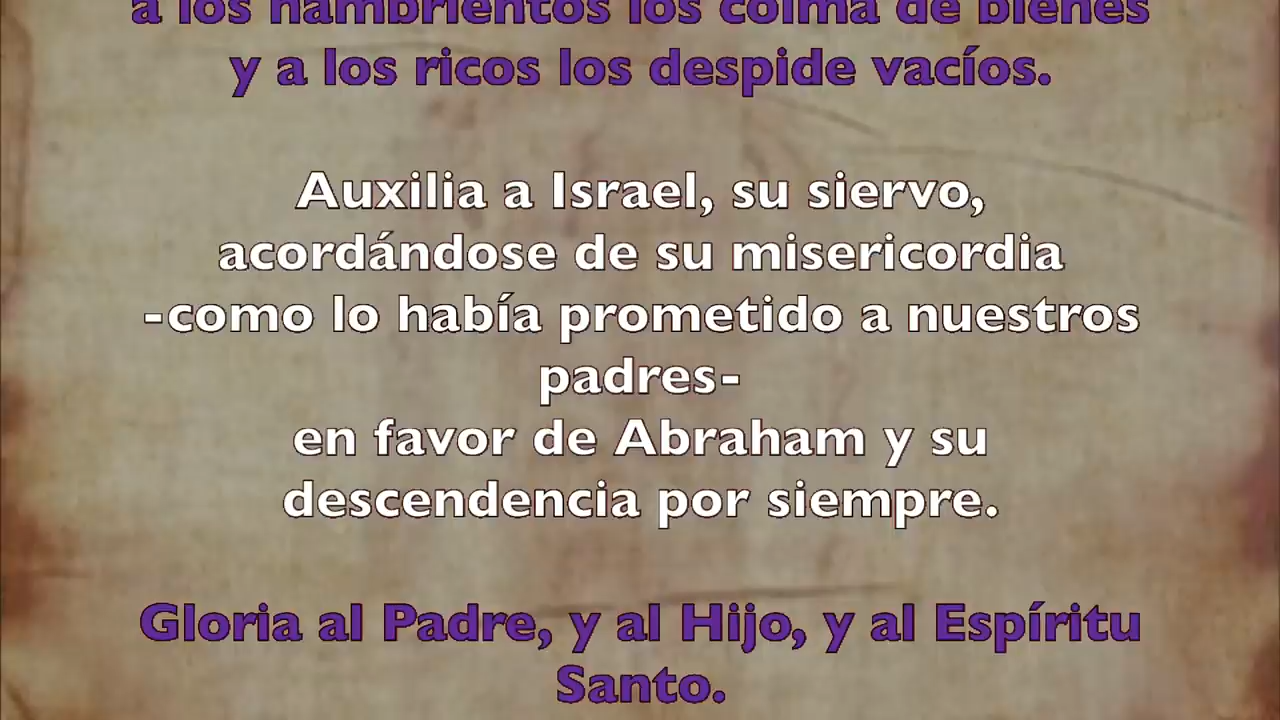 a los hambrientos los colma de bienes
y a los ricos los despide vacíos.
Auxilia a Israel, su siervo,
acordándose de su misericordia
-como lo había prometido a nuestros
padres-
en favor de Abraham y su
descendencia por siempre.
Gloria al Padre, y al Hijo, y al Espíritu
Santo.